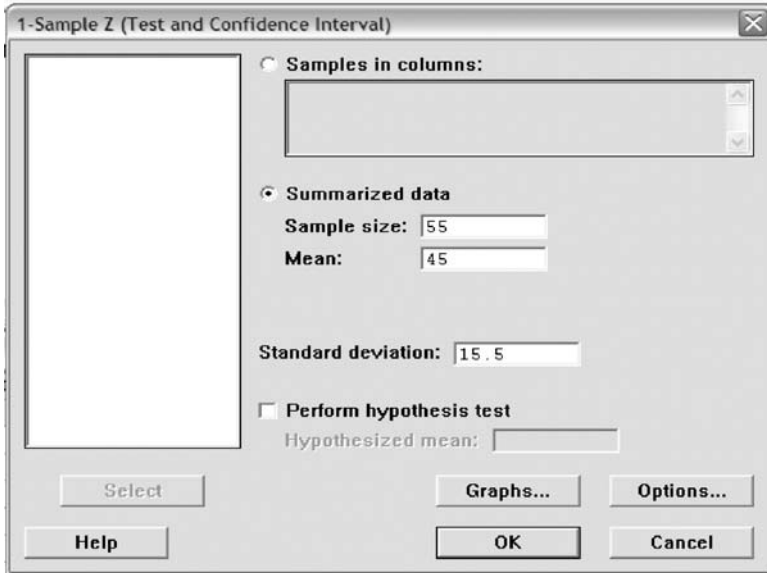 1-Sample Z (Test and Confidence Interval)
Samples in columns:
Summarized data
Sample size: 55
Mean: 45
Standard deviation: 15.5
Perform hypothesis test
Hypothesized mean:
Select
Graphs...
Options...
Help
OK
Cancel